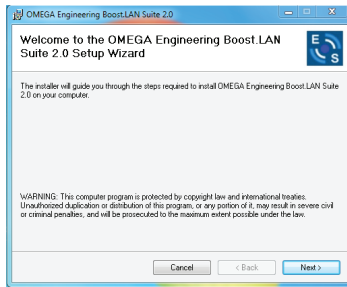 OMEGA Engineering Boost.LAN Suite 2.0
Welcome to the OMEGA Engineering Boost.LAN
Suite 2.0 Setup Wizard
E
S
The installer will guide you through the steps required to install OMEGA Engineering Boost.LAN Suite
2.0 on your computer.
WARNING: This computer program is protected by copyright law and international treaties.
Unauthorized duplication or distribution of this program, or any portion of it, may result in severe civil
or criminal penalties, and will be prosecuted to the maximum extent possible under the law.
Cancel < Back Next >